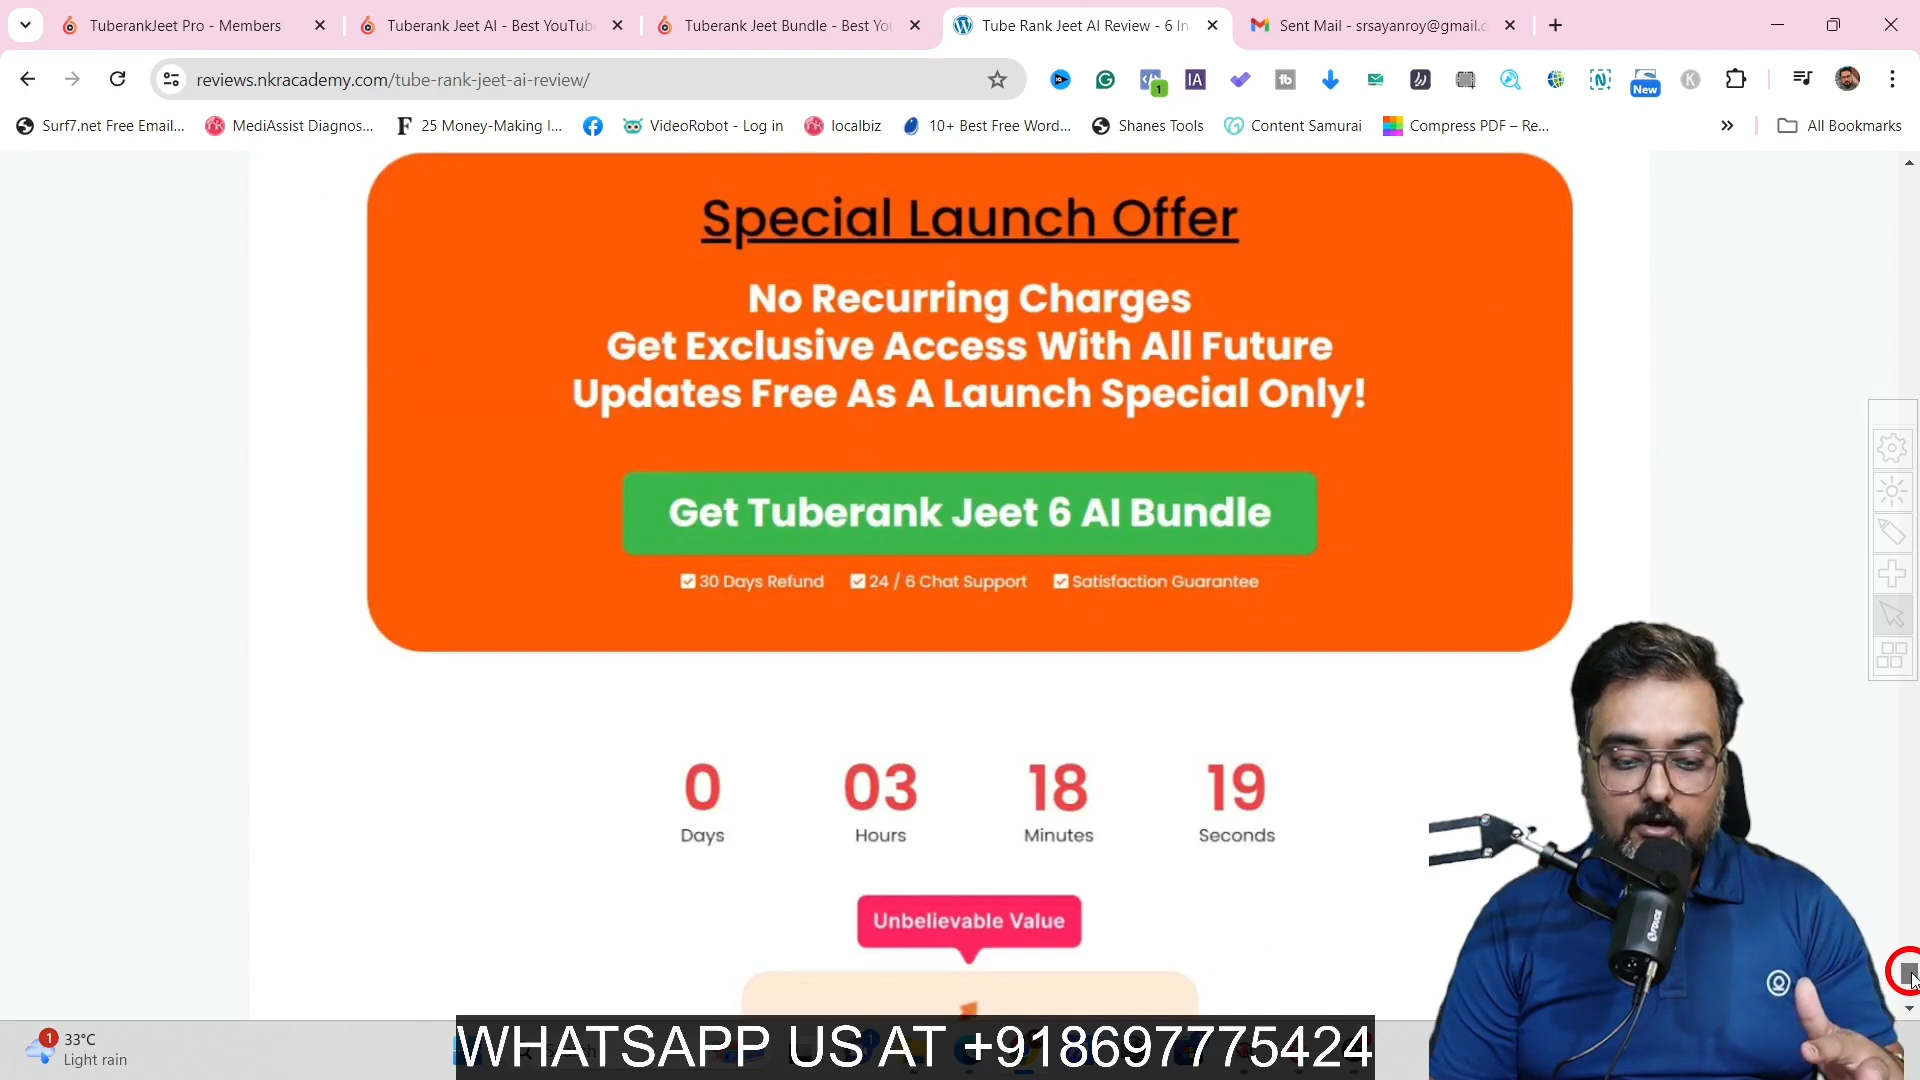 TuberankJeet Pro - Members
Tuberank Jeet AI - Best YouTub
Tuberank Jeet Bundle - Best Yo
Tube Rank Jeet AI Review - 6 In
Sent Mail - srsayanroy@gmail.c
reviews.nkracademy.com/tube-rank-jeet-ai-review/
1
IA
New
K
Surf7.net Free Email...
MediAssist Diagnos...
25 Money-Making I...
VideoRobot - Log in
localbiz
10+ Best Free Word...
Shanes Tools
Content Samurai
Compress PDF – Re...
All Bookmarks
Special Launch Offer
No Recurring Charges
Get Exclusive Access With All Future
Updates Free As A Launch Special Only!
Get Tuberank Jeet 6 AI Bundle
30 Days Refund
24 / 6 Chat Support
Satisfaction Guarantee
0
03
18
19
Days
Hours
Minutes
Seconds
Unbelievable Value
1
33°C
Light rain
WHATSAPP US AT +918697775424